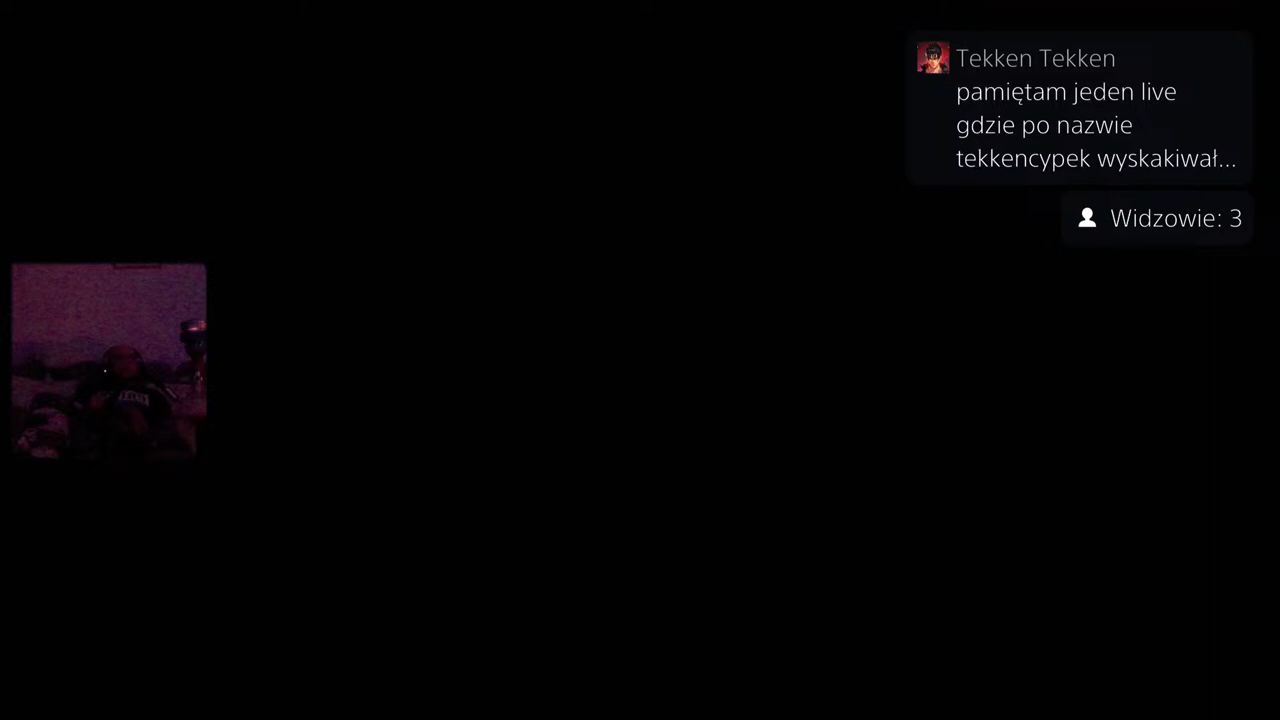 Tekken Tekken
pamiętam jeden live
gdzie po nazwie
tekkencypek wyskakiwał...
Widzowie: 3